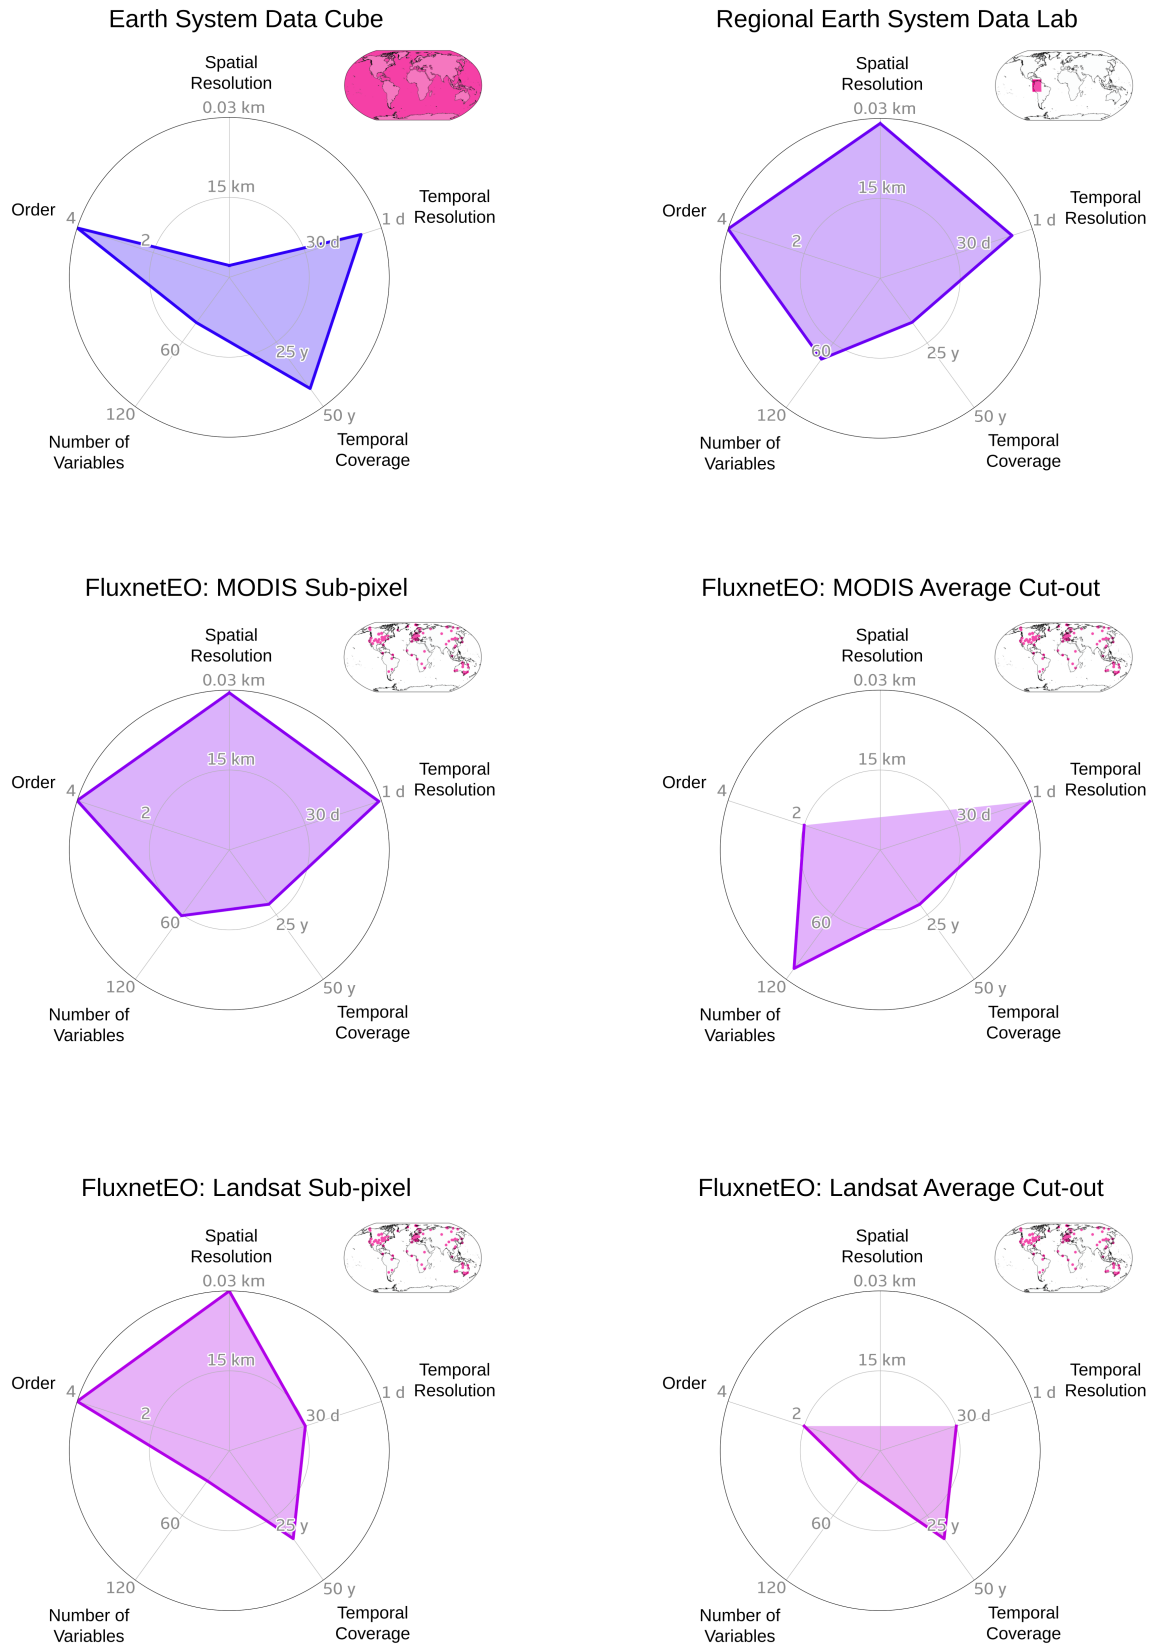 Earth System Data Cube
Spatial
Resolution
0.03 km
15 km
Temporal
Resolution
1 d
30 d
Order
4
2
60
25 y
120
50 y
Number of
Variables
Temporal
Coverage
Regional Earth System Data Lab
Spatial
Resolution
0.03 km
15 km
Temporal
Resolution
1 d
30 d
Order
4
2
60
25 y
120
50 y
Number of
Variables
Temporal
Coverage
FluxnetEO: MODIS Sub-pixel
Spatial
Resolution
0.03 km
15 km
Temporal
Resolution
1 d
30 d
Order
4
2
60
25 y
120
50 y
Number of
Variables
Temporal
Coverage
FluxnetEO: MODIS Average Cut-out
Spatial
Resolution
0.03 km
15 km
Temporal
Resolution
1 d
30 d
Order
4
2
60
25 y
120
50 y
Number of
Variables
Temporal
Coverage
FluxnetEO: Landsat Sub-pixel
Spatial
Resolution
0.03 km
15 km
Temporal
Resolution
1 d
30 d
Order
4
2
60
25 y
120
50 y
Number of
Variables
Temporal
Coverage
FluxnetEO: Landsat Average Cut-out
Spatial
Resolution
0.03 km
15 km
Temporal
Resolution
1 d
30 d
Order
4
2
60
25 y
120
50 y
Number of
Variables
Temporal
Coverage